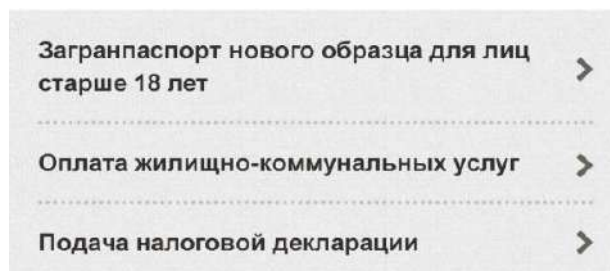 Загранпаспорт нового образца для лиц
старше 18 лет
Оплата жилищно-коммунальных услуг
Подача налоговой декларации